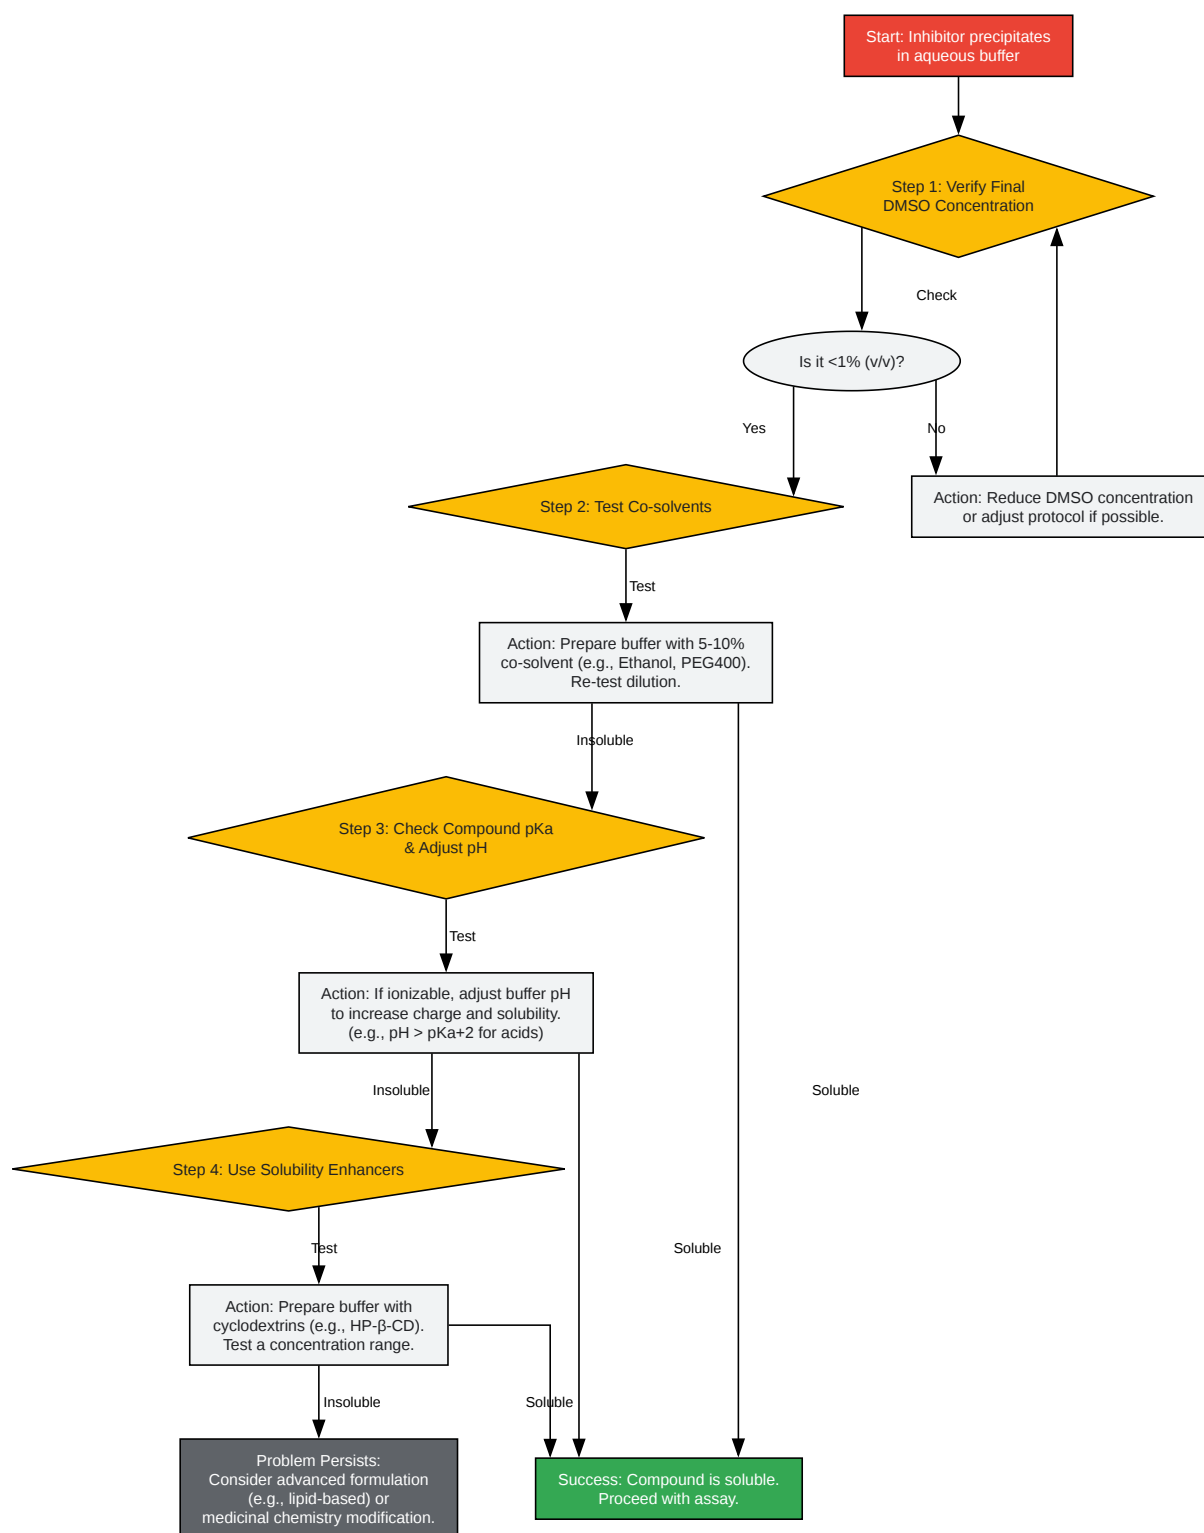 Start: Inhibitor precipitates
in aqueous buffer
Step 1: Verify Final
DMSO Concentration
Check
Is it <1% (v/v)?
Yes
No
Action: Reduce DMSO concentration
or adjust protocol if possible.
Step 2: Test Co-solvents
Test
Action: Prepare buffer with 5-10%
co-solvent (e.g., Ethanol, PEG400).
Re-test dilution.
Insoluble
Step 3: Check Compound pKa
& Adjust pH
Test
Action: If ionizable, adjust buffer pH
to increase charge and solubility.
(e.g., pH > pKa+2 for acids)
Insoluble
Soluble
Step 4: Use Solubility Enhancers
Test
Soluble
Action: Prepare buffer with
cyclodextrins (e.g., HP-β-CD).
Test a concentration range.
Insoluble
Soluble
Problem Persists:
Consider advanced formulation
(e.g., lipid-based) or
medicinal chemistry modification.
Success: Compound is soluble.
Proceed with assay.